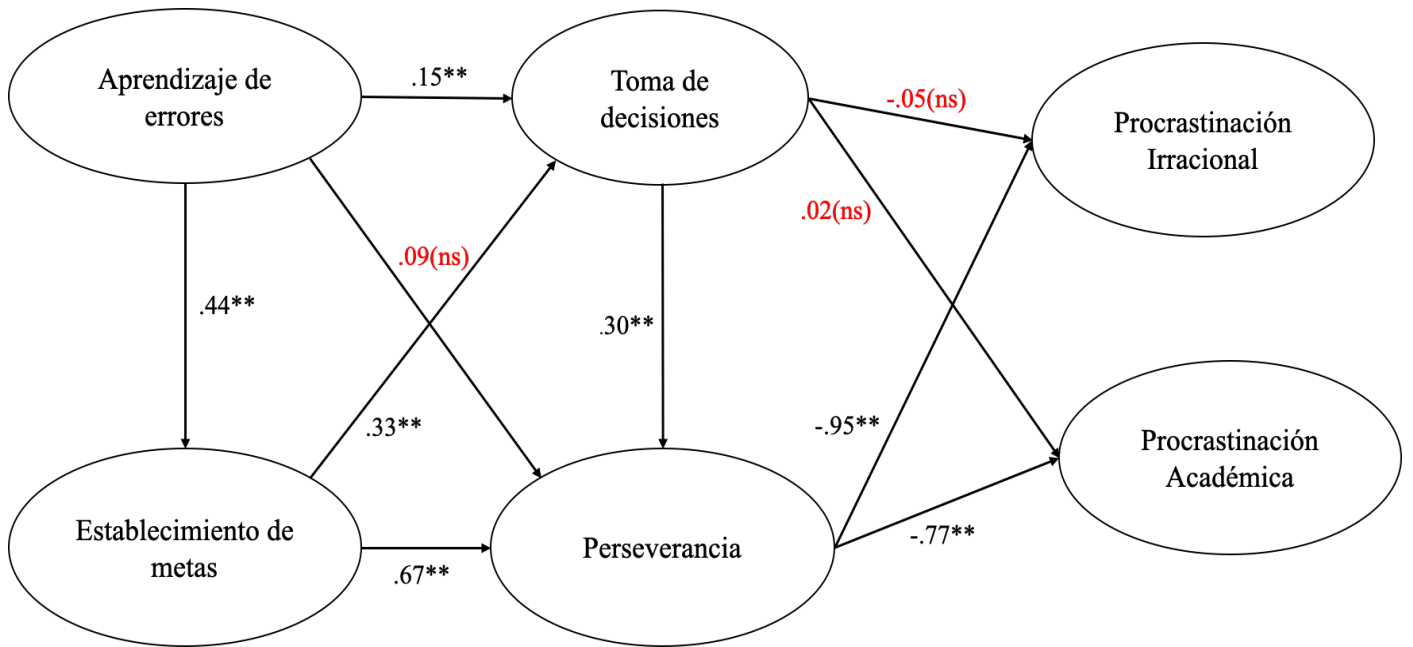 Aprendizaje de
errores
.15**
Toma de
decisiones
-.05(ns)
Procrastinación
Irracional
.02(ns)
.09(ns)
.44**
.30**
.33**
-.95**
Procrastinación
Académica
Establecimiento de
metas
.67**
Perseverancia
-.77**